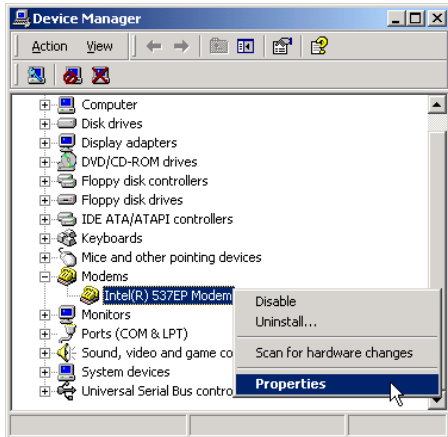 Device Manager
Action View
Computer
Disk drives
Display adapters
DVD/CD-ROM drives
Floppy disk controllers
Floppy disk drives
IDE ATA/ATAPI controllers
Keyboards
Mice and other pointing devices
Modems
Intel(R) 537EP Modem
Disable
Monitors
Uninstall...
Ports (COM & LPT)
Sound, video and game co
Scan for hardware changes
System devices
Properties
Universal Serial Bus contro